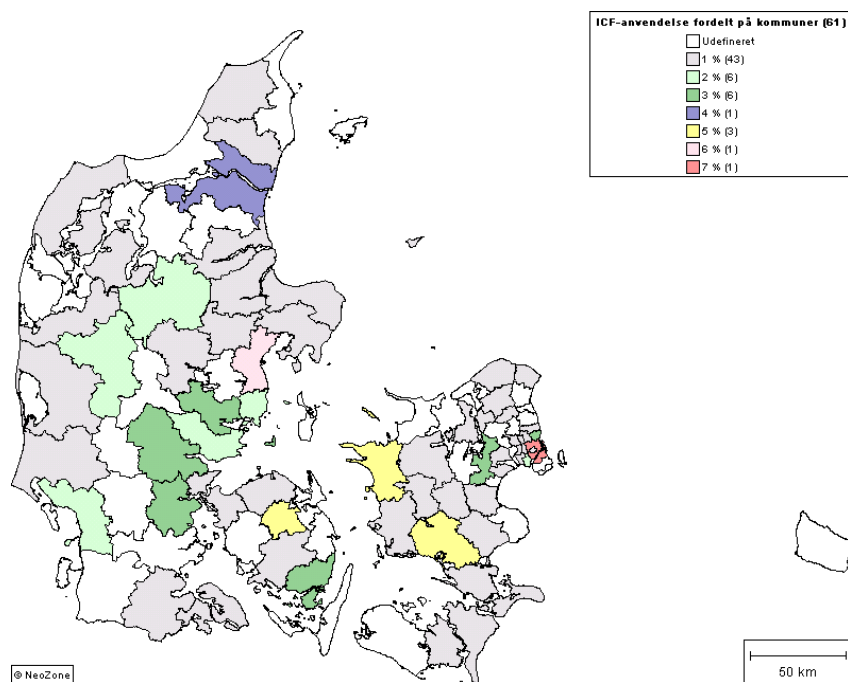 ICF-anvendelse fordelt på kommuner (61)
Udefineret
1 % (43)
2 % (6)
3 % (6)
4 % (1)
5 % (3)
6 % (1)
7 % (1)
© NeoZone
50 km